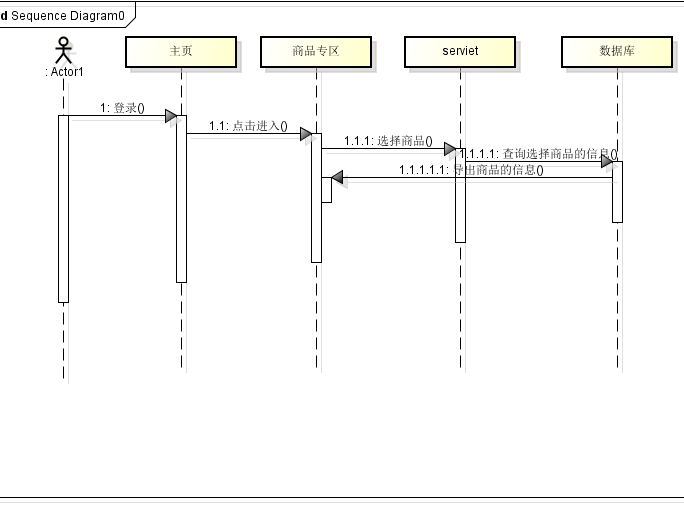 d Sequence Diagram0
: Actor1
主页
商品专区
serviet
数据库
1: 登录()
1.1: 点击进入()
1.1.1: 选择商品()
1.1.1.1: 查询选择商品的信息()
1.1.1.1.1: 导出商品的信息()